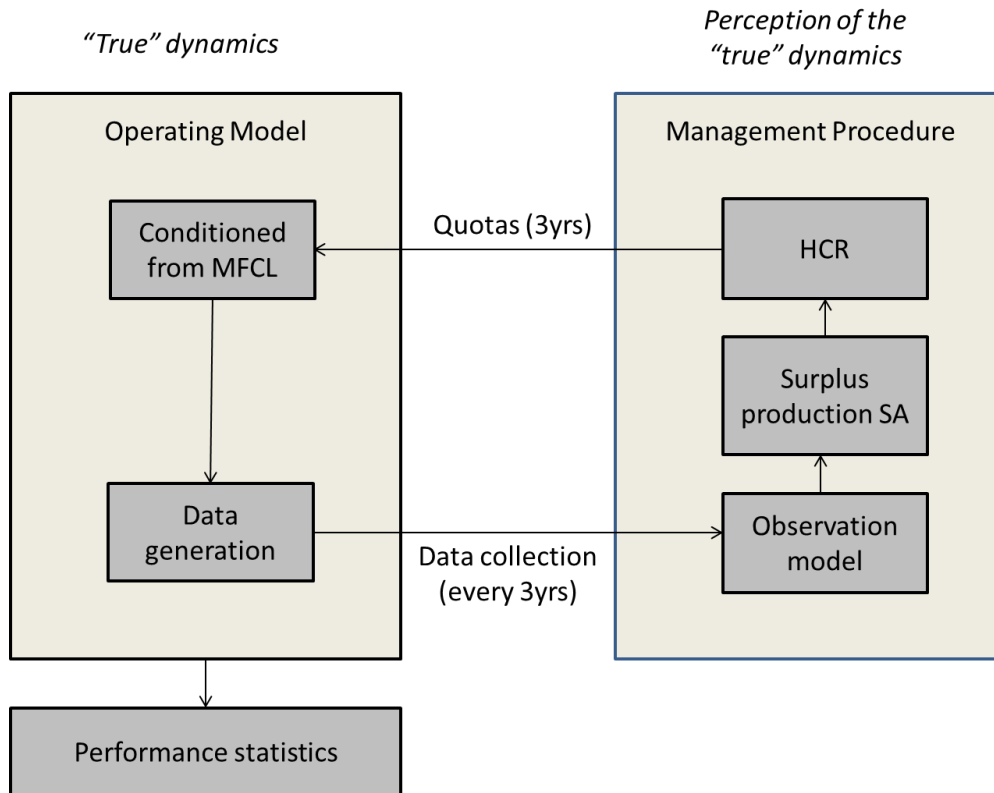 “True” dynamics
Perception of the
“true” dynamics
Operating Model
Management Procedure
Conditioned
from MFCL
Quotas (3yrs)
HCR
Surplus
production SA
Data
generation
Data collection
(every 3yrs)
Observation
model
Performance statistics